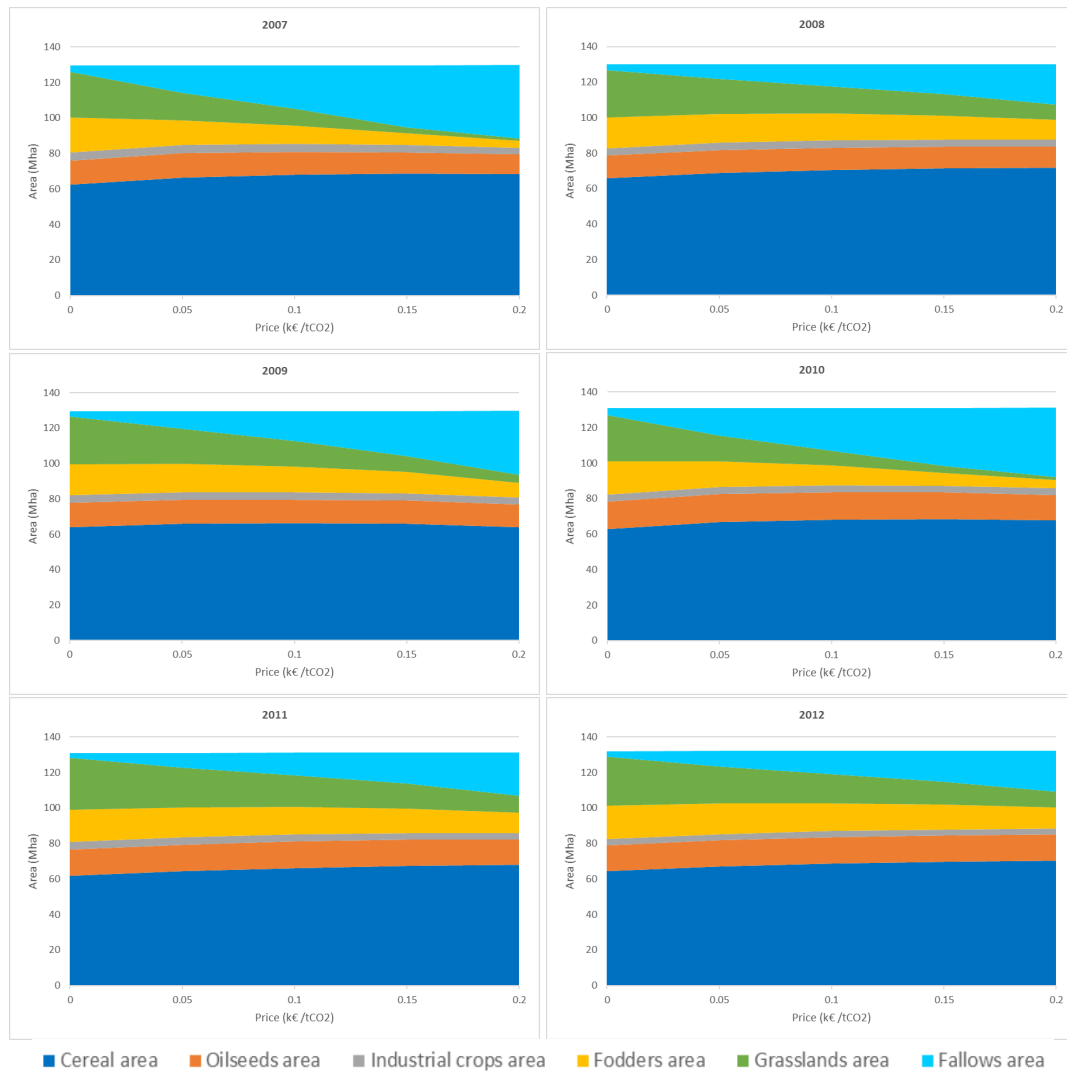 2007
140
120
100
80
60
40
20
0
Area (Mha)
0 0.05 0.1 0.15 0.2
Price (k€ /tCO2)
2008
140
120
100
80
60
40
20
0
Area (Mha)
0 0.05 0.1 0.15 0.2
Price (k€ /tCO2)
2009
140
120
100
80
60
40
20
0
Area (Mha)
0 0.05 0.1 0.15 0.2
Price (k€ /tCO2)
2010
140
120
100
80
60
40
20
0
Area (Mha)
0 0.05 0.1 0.15 0.2
Price (k€ /tCO2)
2011
140
120
100
80
60
40
20
0
Area (Mha)
0 0.05 0.1 0.15 0.2
Price (k€ /tCO2)
2012
140
120
100
80
60
40
20
0
Area (Mha)
0 0.05 0.1 0.15 0.2
Price (k€ /tCO2)
Cereal area Oilseeds area Industrial crops area Fodders area Grasslands area Fallows area